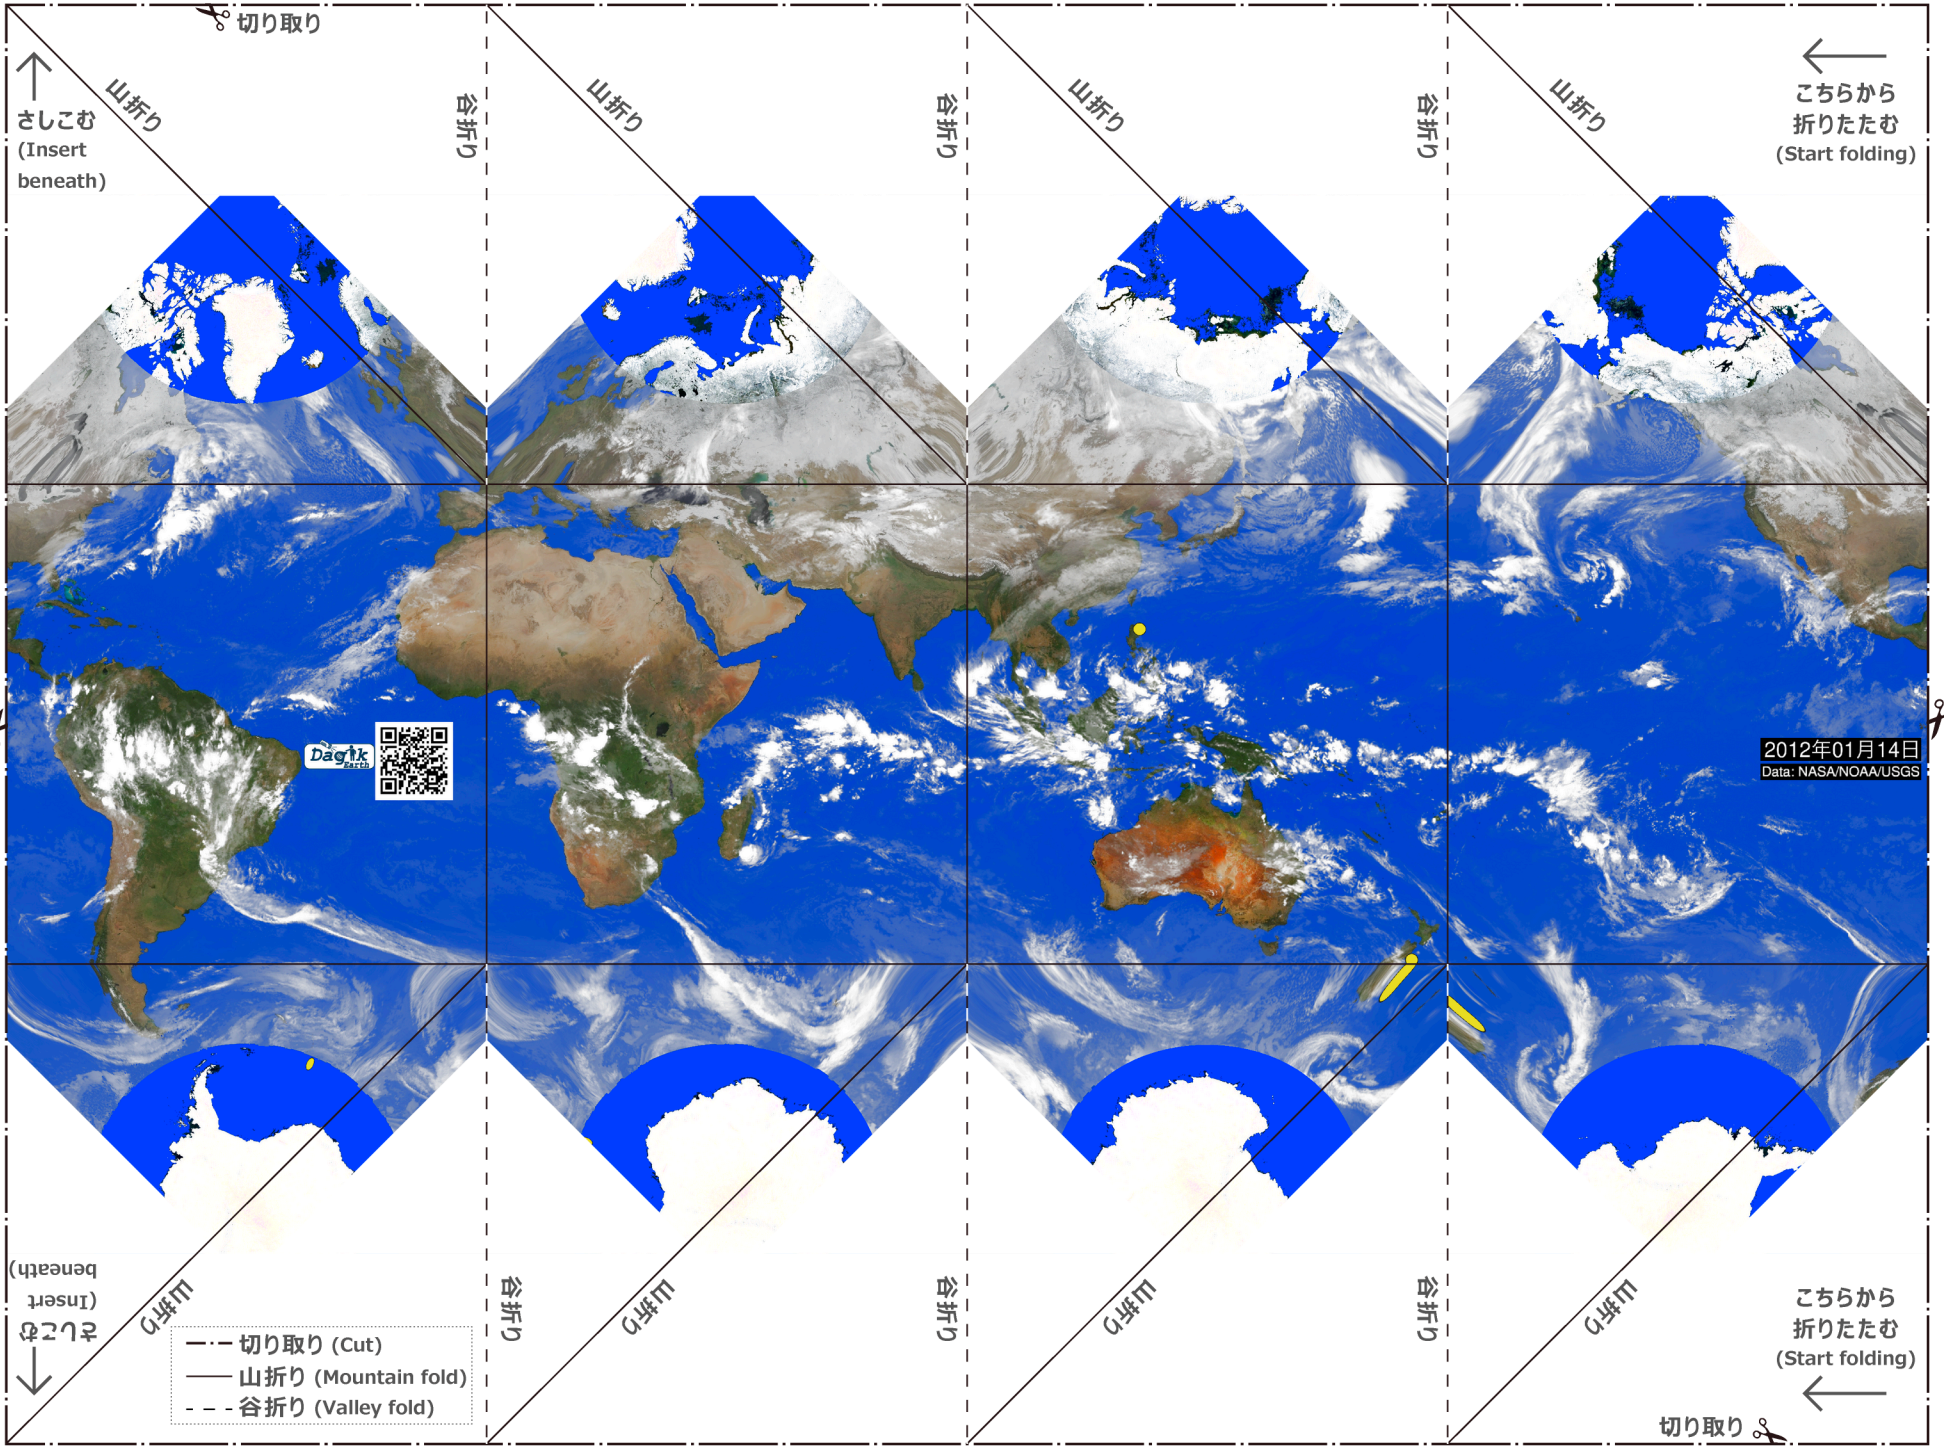 切り取り
山折り
谷折り
山折り
谷折り
山折り
谷折り
山折り
さしこむ
(Insert
beneath)
こちらから
折りたたむ
(Start folding)
Dagik
Earth
2012年01月14日
Data: NASA/NOAA/USGS
さしこむ
(Insert
beneath)
山折り
谷折り
山折り
谷折り
山折り
谷折り
山折り
こちらから
折りたたむ
(Start folding)
切り取り (Cut)
山折り (Mountain fold)
谷折り (Valley fold)
切り取り